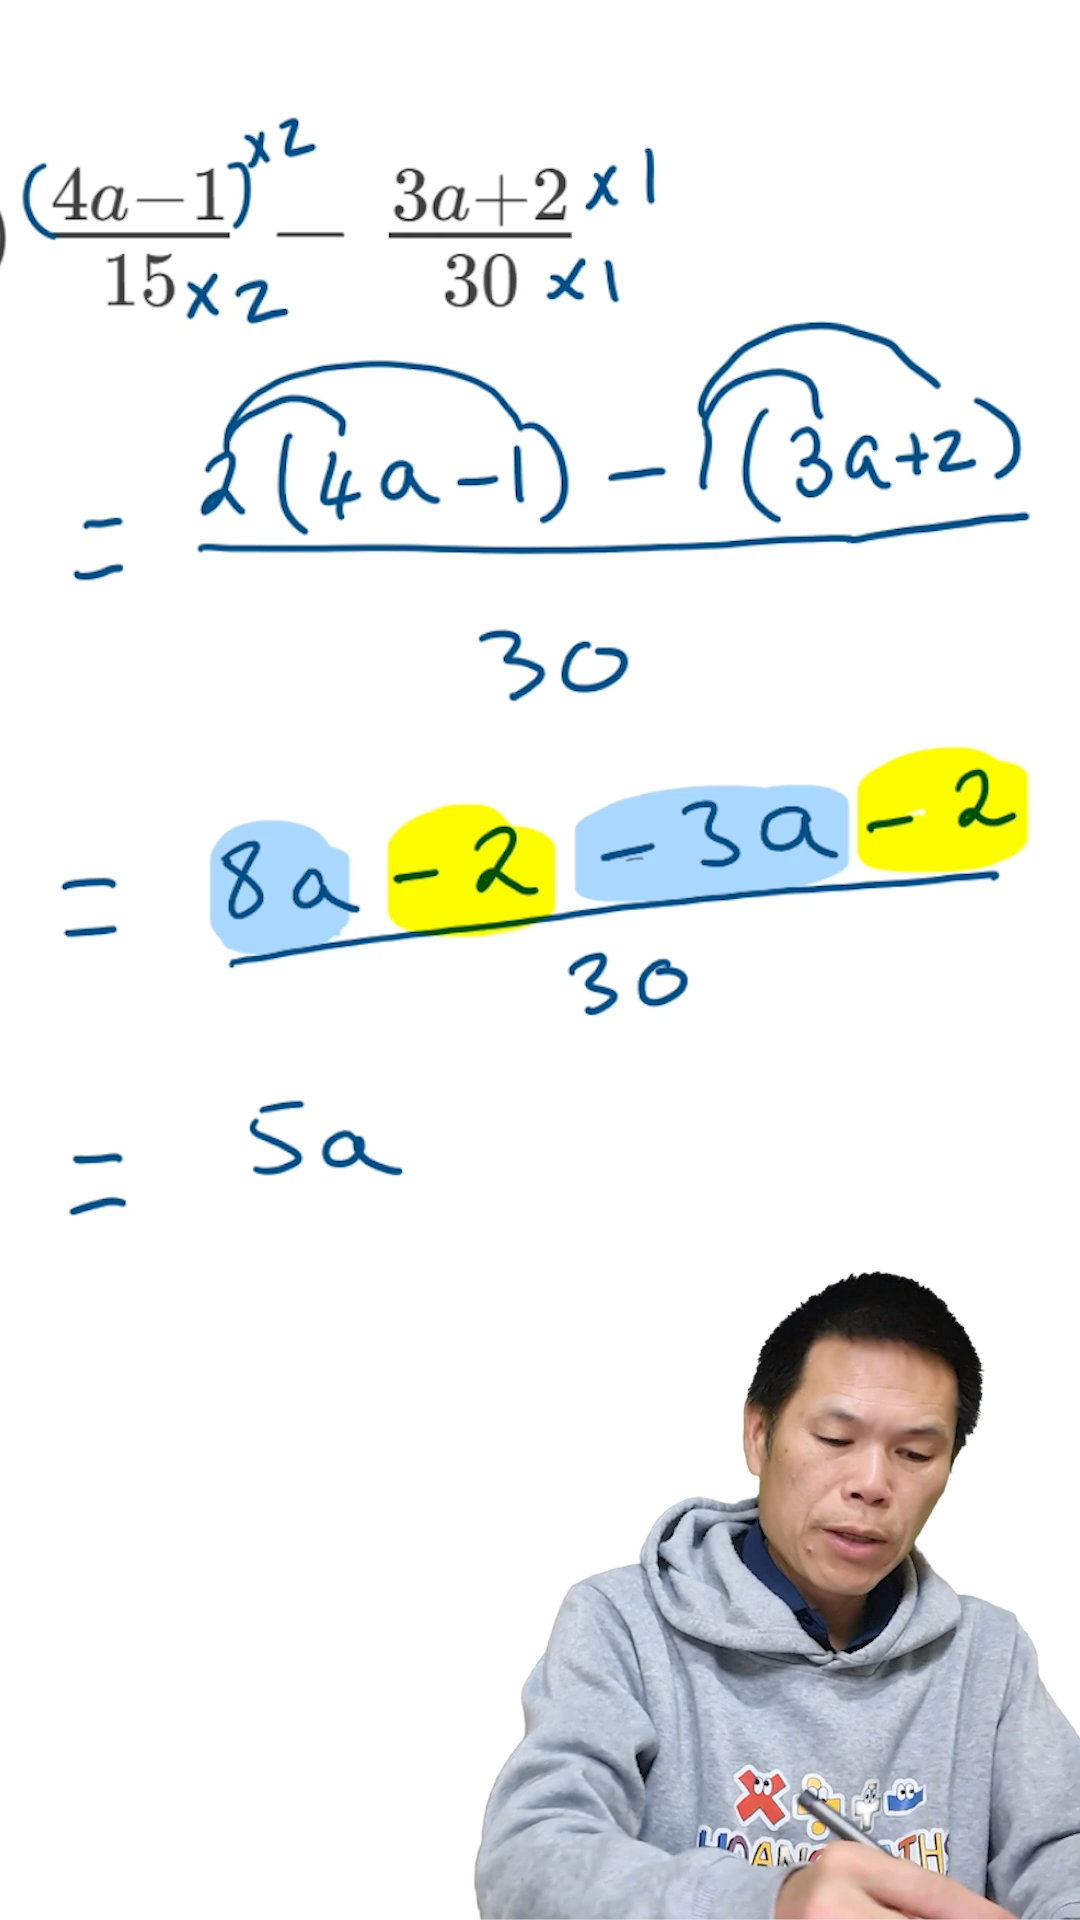 (4a−1)×2 − 3a+2 ×1
15×2 30 ×1
= 2(4a−1) − 1(3a+2)
30
= 8a −2 −3a −2
30
= 5a